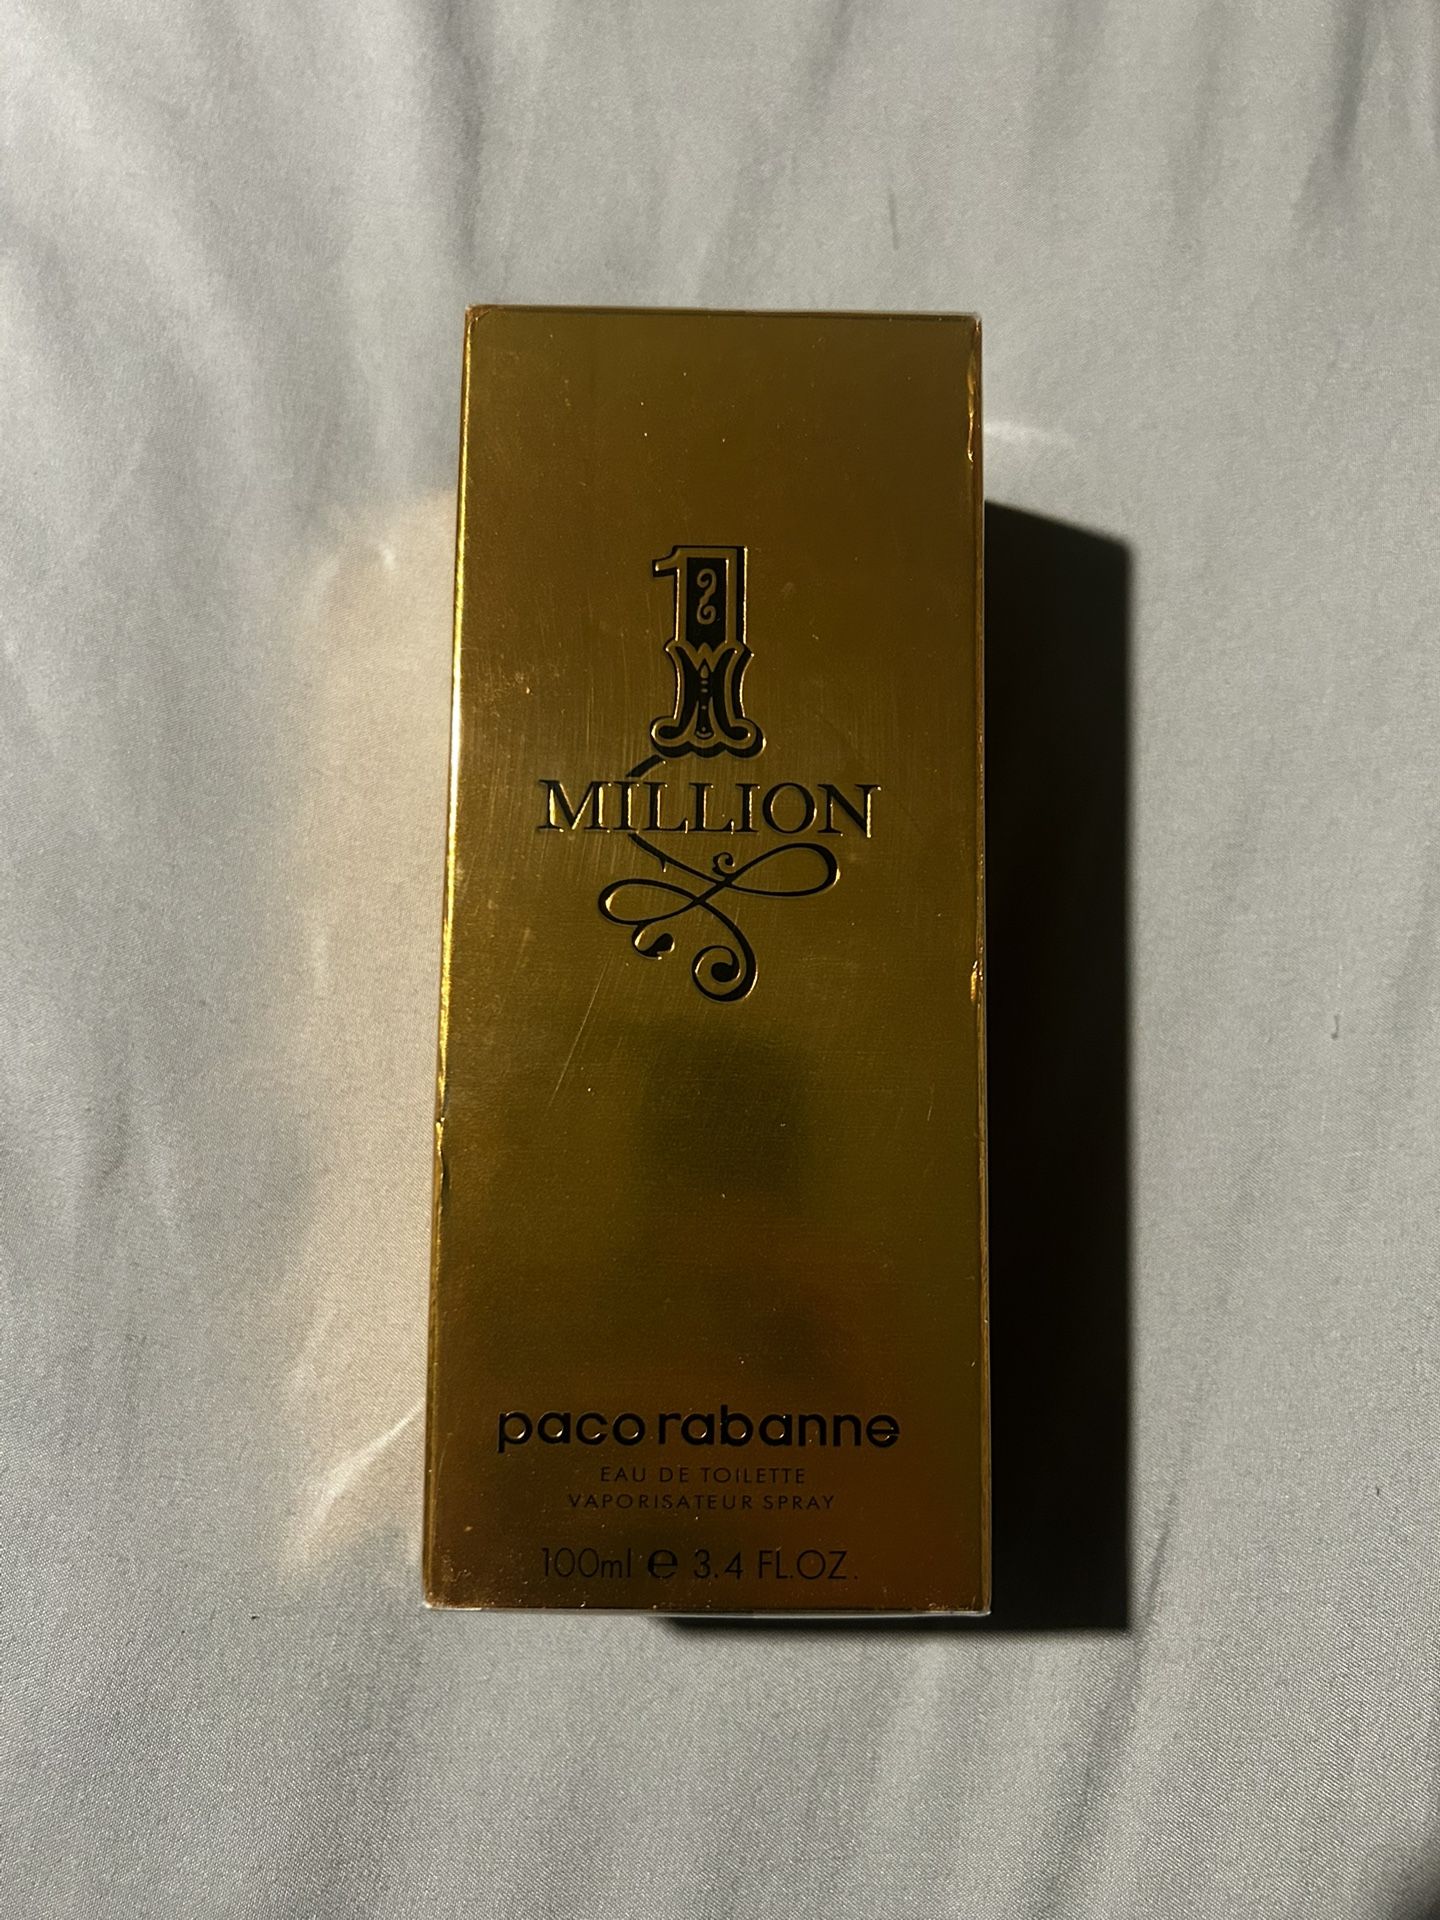 1
MILLION
paco rabanne
EAU DE TOILETTE
VAPORISATEUR SPRAY
100ml ℮ 3.4 FL.OZ.